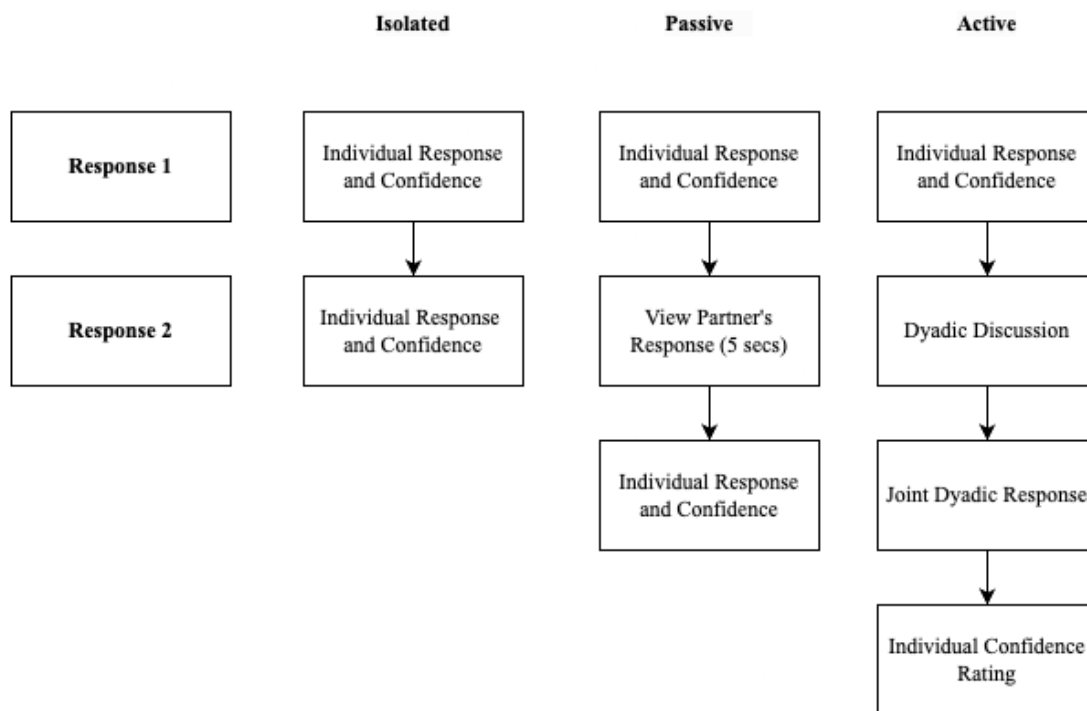 Isolated
Passive
Active
Response 1
Individual Response
and Confidence
Individual Response
and Confidence
Individual Response
and Confidence
Response 2
Individual Response
and Confidence
View Partner's
Response (5 secs)
Dyadic Discussion
Individual Response
and Confidence
Joint Dyadic Response
Individual Confidence
Rating